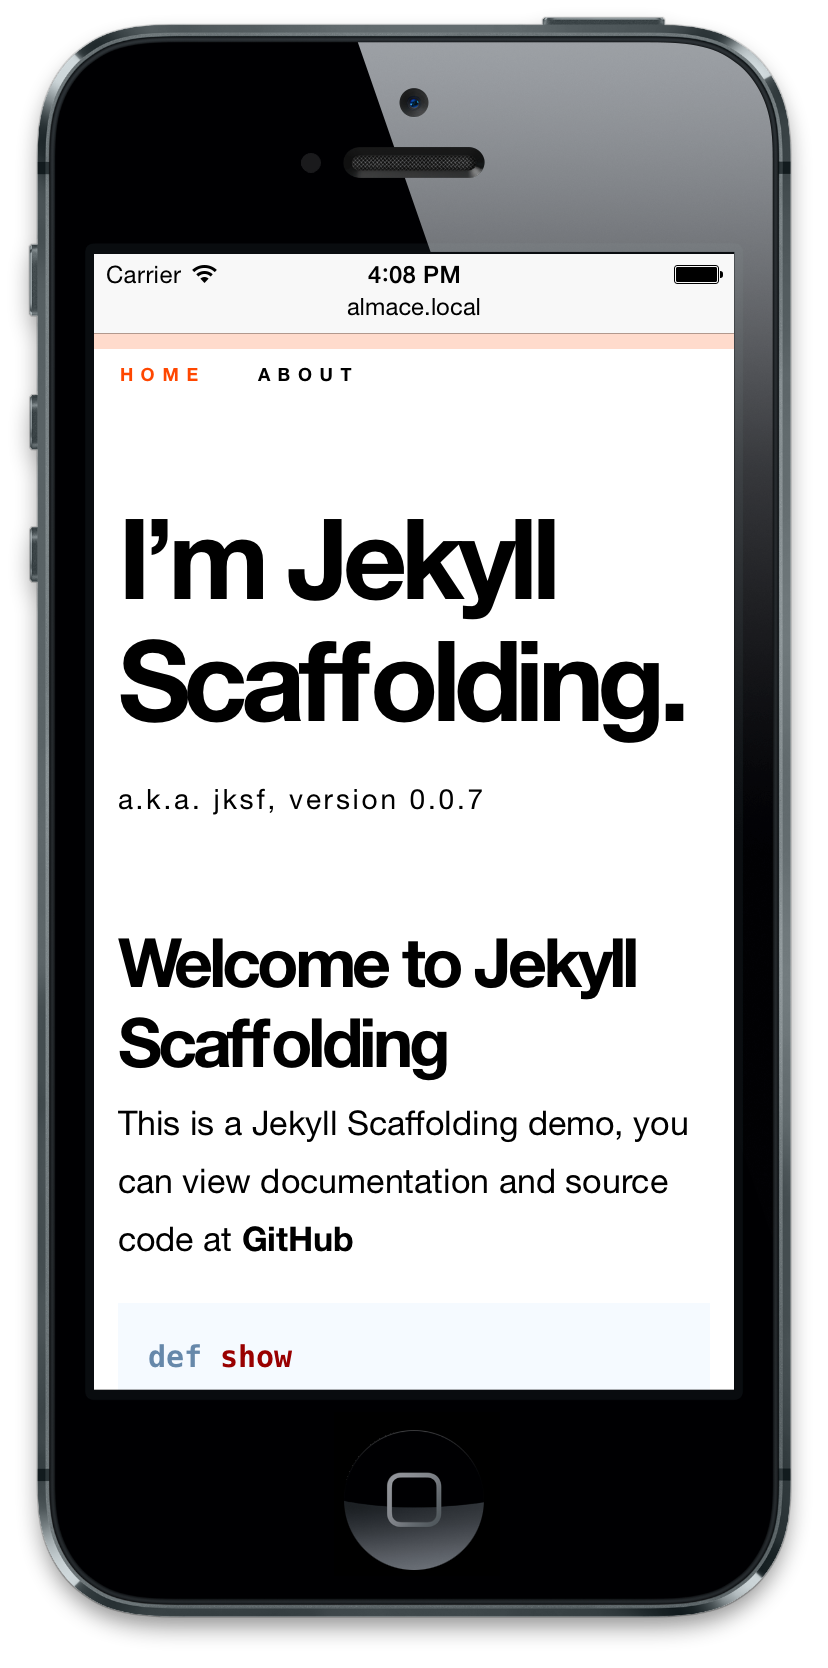 Carrier 4:08 PM
almace.local
HOME ABOUT
I’m Jekyll
Scaffolding.
a.k.a. jksf, version 0.0.7
Welcome to Jekyll
Scaffolding
This is a Jekyll Scaffolding demo, you
can view documentation and source
code at GitHub
def show